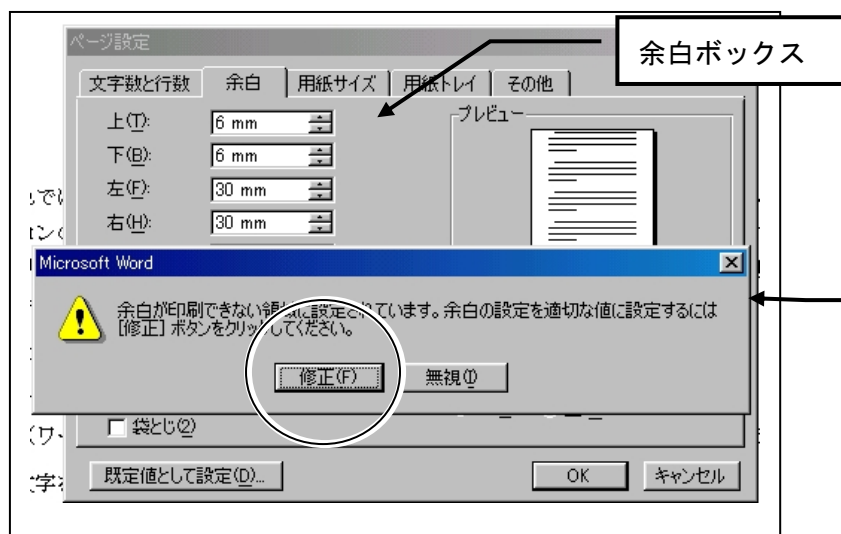 ページ設定
余白ボックス
文字数と行数 余白 用紙サイズ 用紙トレイ その他
上(T): 6 mm
プレビュー
下(B): 6 mm
左(F): 30 mm
右(H): 30 mm
Microsoft Word
余白が印刷できない領域に設定されています。余白の設定を適切な値に設定するには
[修正] ボタンをクリックしてください。
修正(F) 無視(I)
袋とじ(2)
既定値として設定(D)... OK キャンセル